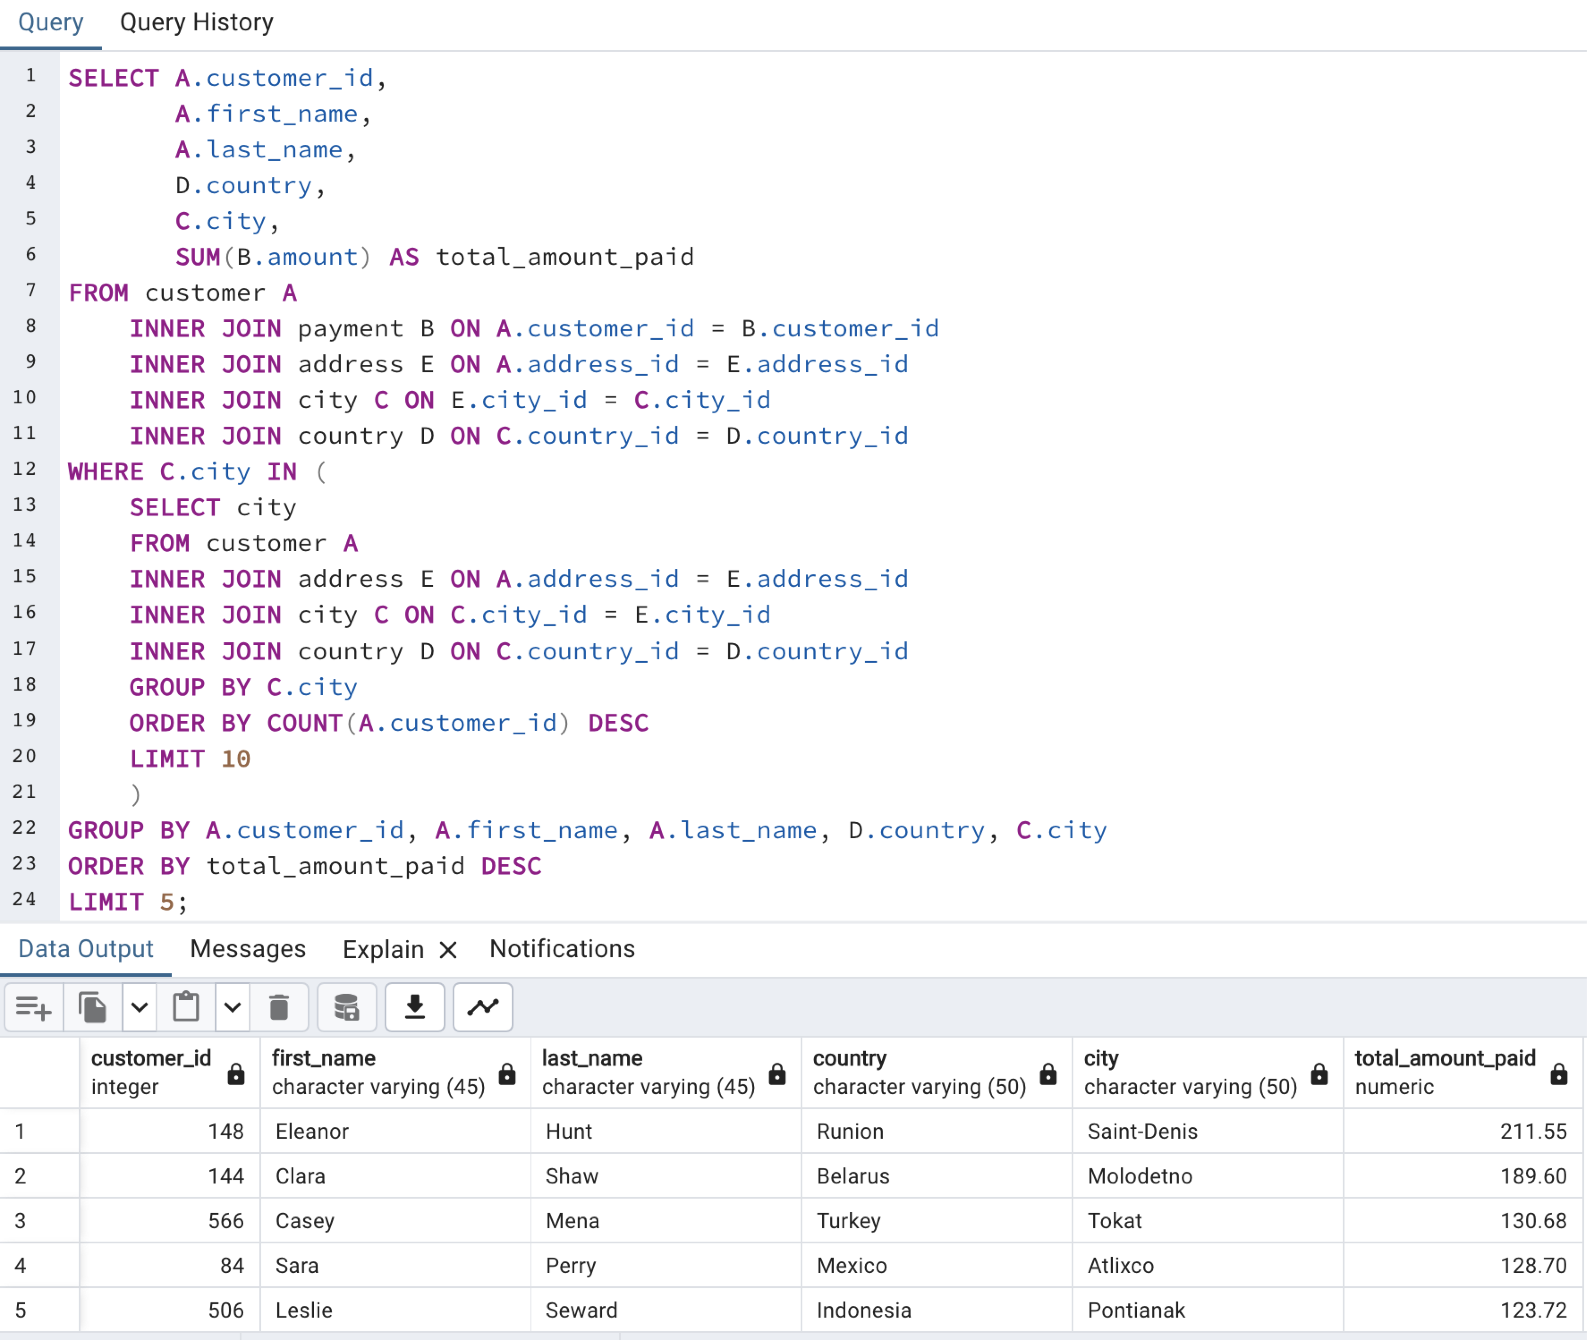 Query Query History
1 SELECT A.customer_id,
2 A.first_name,
3 A.last_name,
4 D.country,
5 C.city,
6 SUM(B.amount) AS total_amount_paid
7 FROM customer A
8 INNER JOIN payment B ON A.customer_id = B.customer_id
9 INNER JOIN address E ON A.address_id = E.address_id
10 INNER JOIN city C ON E.city_id = C.city_id
11 INNER JOIN country D ON C.country_id = D.country_id
12 WHERE C.city IN (
13 SELECT city
14 FROM customer A
15 INNER JOIN address E ON A.address_id = E.address_id
16 INNER JOIN city C ON C.city_id = E.city_id
17 INNER JOIN country D ON C.country_id = D.country_id
18 GROUP BY C.city
19 ORDER BY COUNT(A.customer_id) DESC
20 LIMIT 10
21 )
22 GROUP BY A.customer_id, A.first_name, A.last_name, D.country, C.city
23 ORDER BY total_amount_paid DESC
24 LIMIT 5;
Data Output Messages Explain Notifications
customer_id first_name last_name country city total_amount_paid
integer character varying (45) character varying (45) character varying (50) character varying (50) numeric
1 148 Eleanor Hunt Runion Saint-Denis 211.55
2 144 Clara Shaw Belarus Molodetno 189.60
3 566 Casey Mena Turkey Tokat 130.68
4 84 Sara Perry Mexico Atlixco 128.70
5 506 Leslie Seward Indonesia Pontianak 123.72